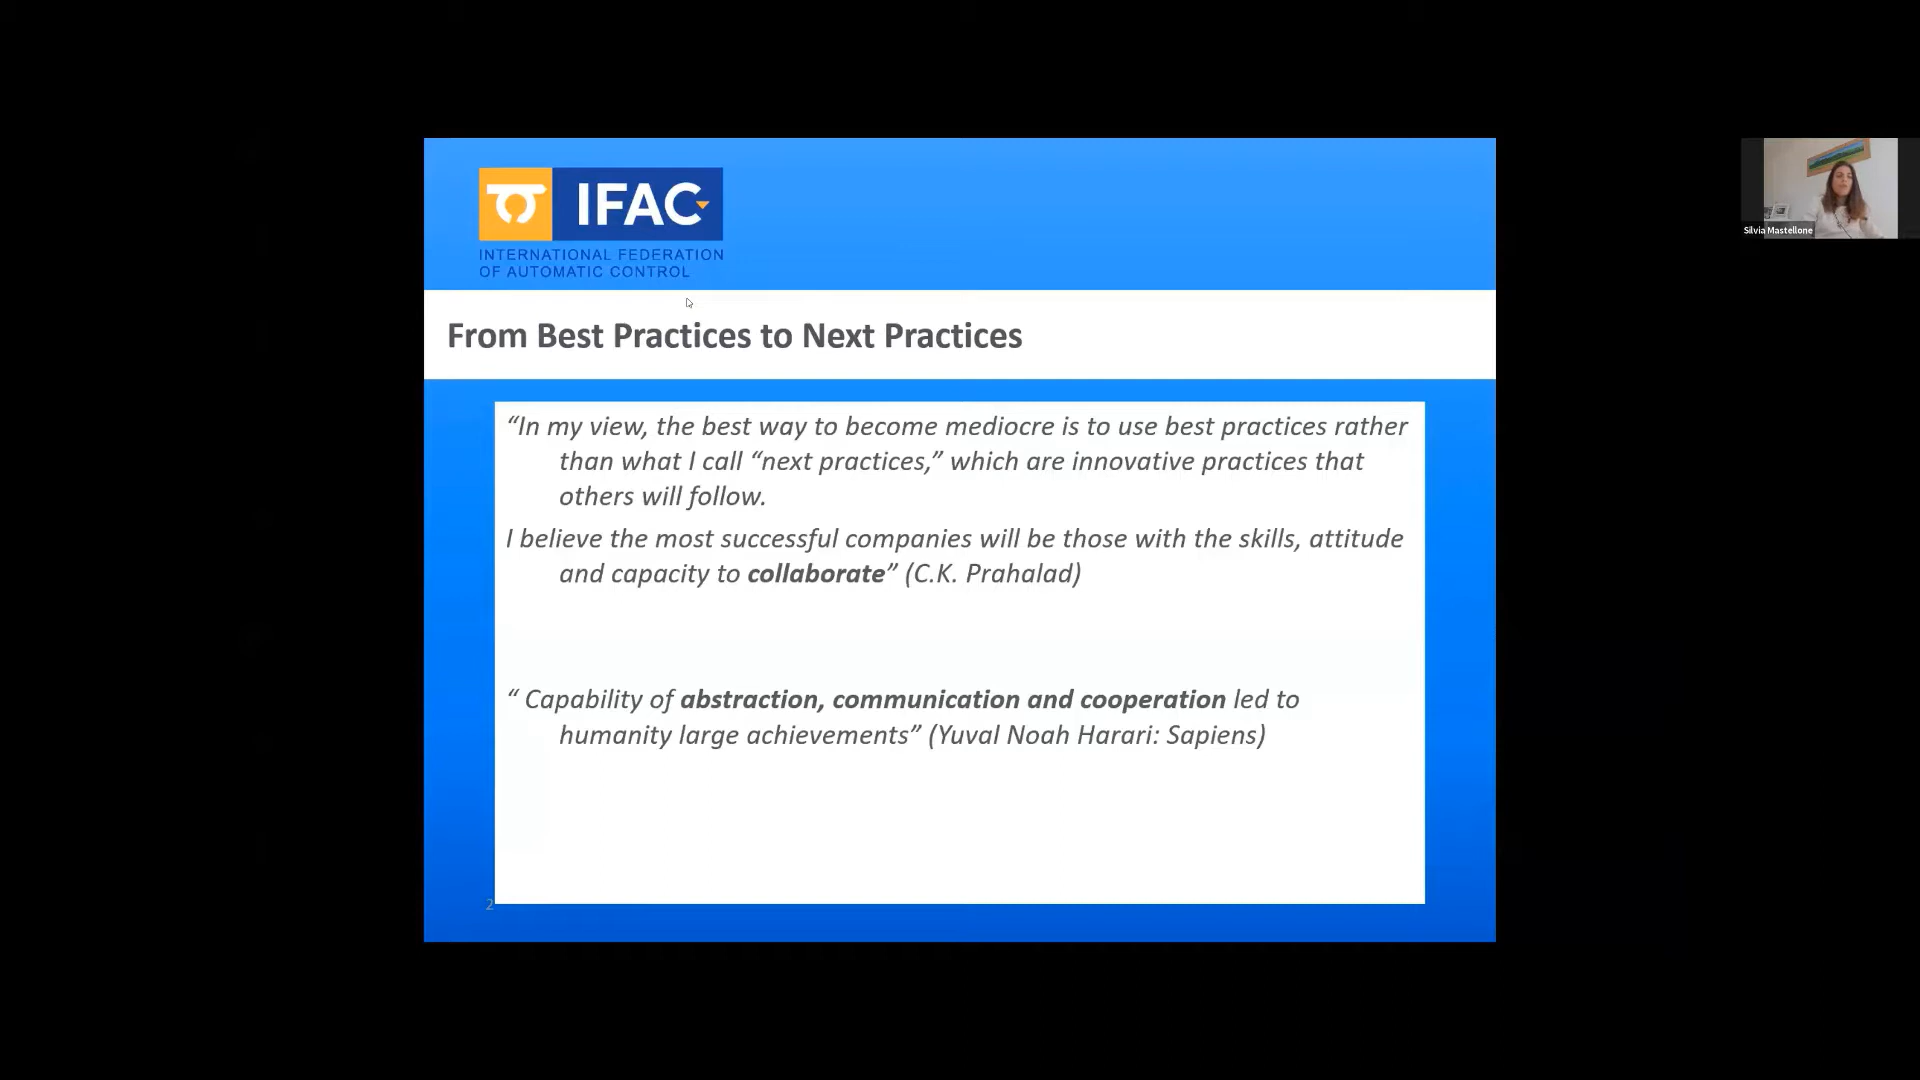 IFAC
INTERNATIONAL FEDERATION
OF AUTOMATIC CONTROL
Silvia Mastellone
From Best Practices to Next Practices
“In my view, the best way to become mediocre is to use best practices rather
than what I call “next practices,” which are innovative practices that
others will follow.
I believe the most successful companies will be those with the skills, attitude
and capacity to collaborate” (C.K. Prahalad)
“ Capability of abstraction, communication and cooperation led to
humanity large achievements” (Yuval Noah Harari: Sapiens)
2